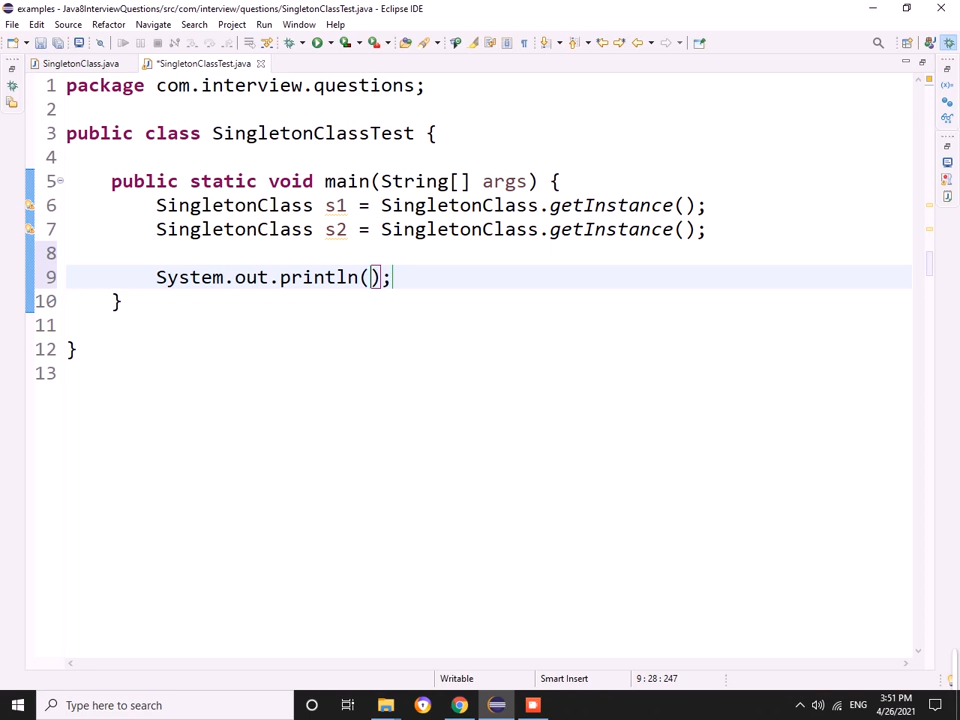 examples - Java8InterviewQuestions/src/com/interview/questions/SingletonClassTest.java - Eclipse IDE
File Edit Source Refactor Navigate Search Project Run Window Help
SingletonClass.java *SingletonClassTest.java
1 package com.interview.questions;
2
3 public class SingletonClassTest {
4
5 public static void main(String[] args) {
6 SingletonClass s1 = SingletonClass.getInstance();
7 SingletonClass s2 = SingletonClass.getInstance();
8
9 System.out.println();
10 }
11
12 }
13
Writable Smart Insert 9 : 28 : 247
Type here to search
ENG
3:51 PM
4/26/2021